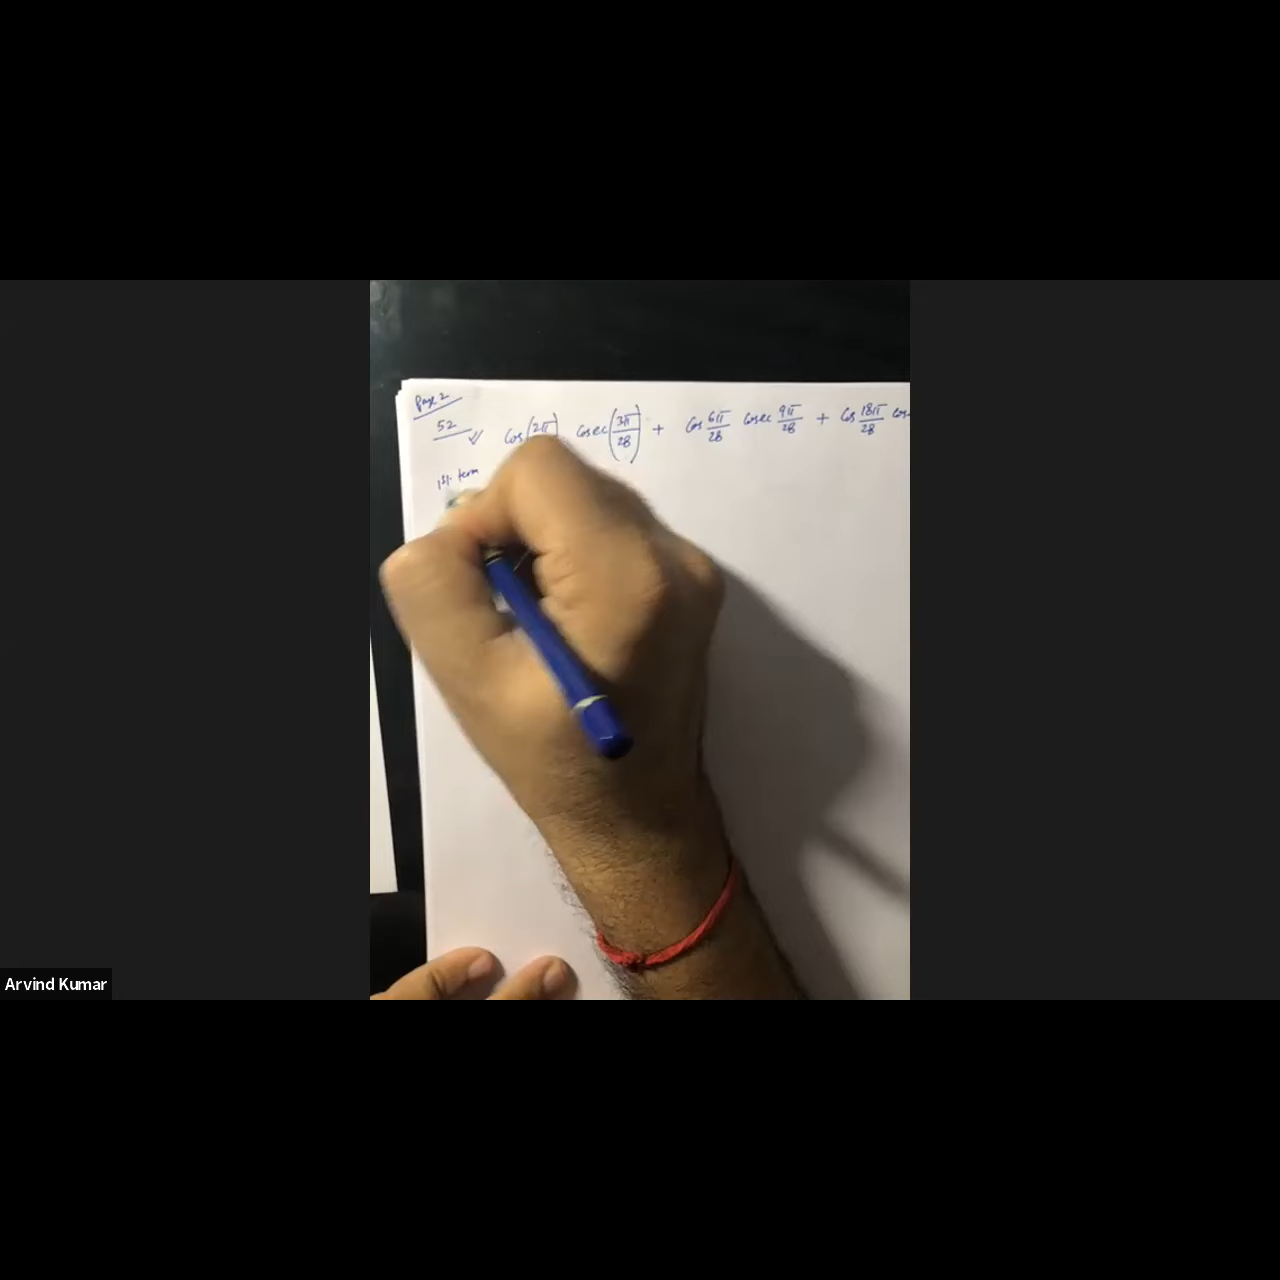 Page 2
52 Cos(2π Cosec(3π/28) + Cos 6π/28 Cosec 9π/28 + Cos 18π/28 Cos
1st term
Arvind Kumar